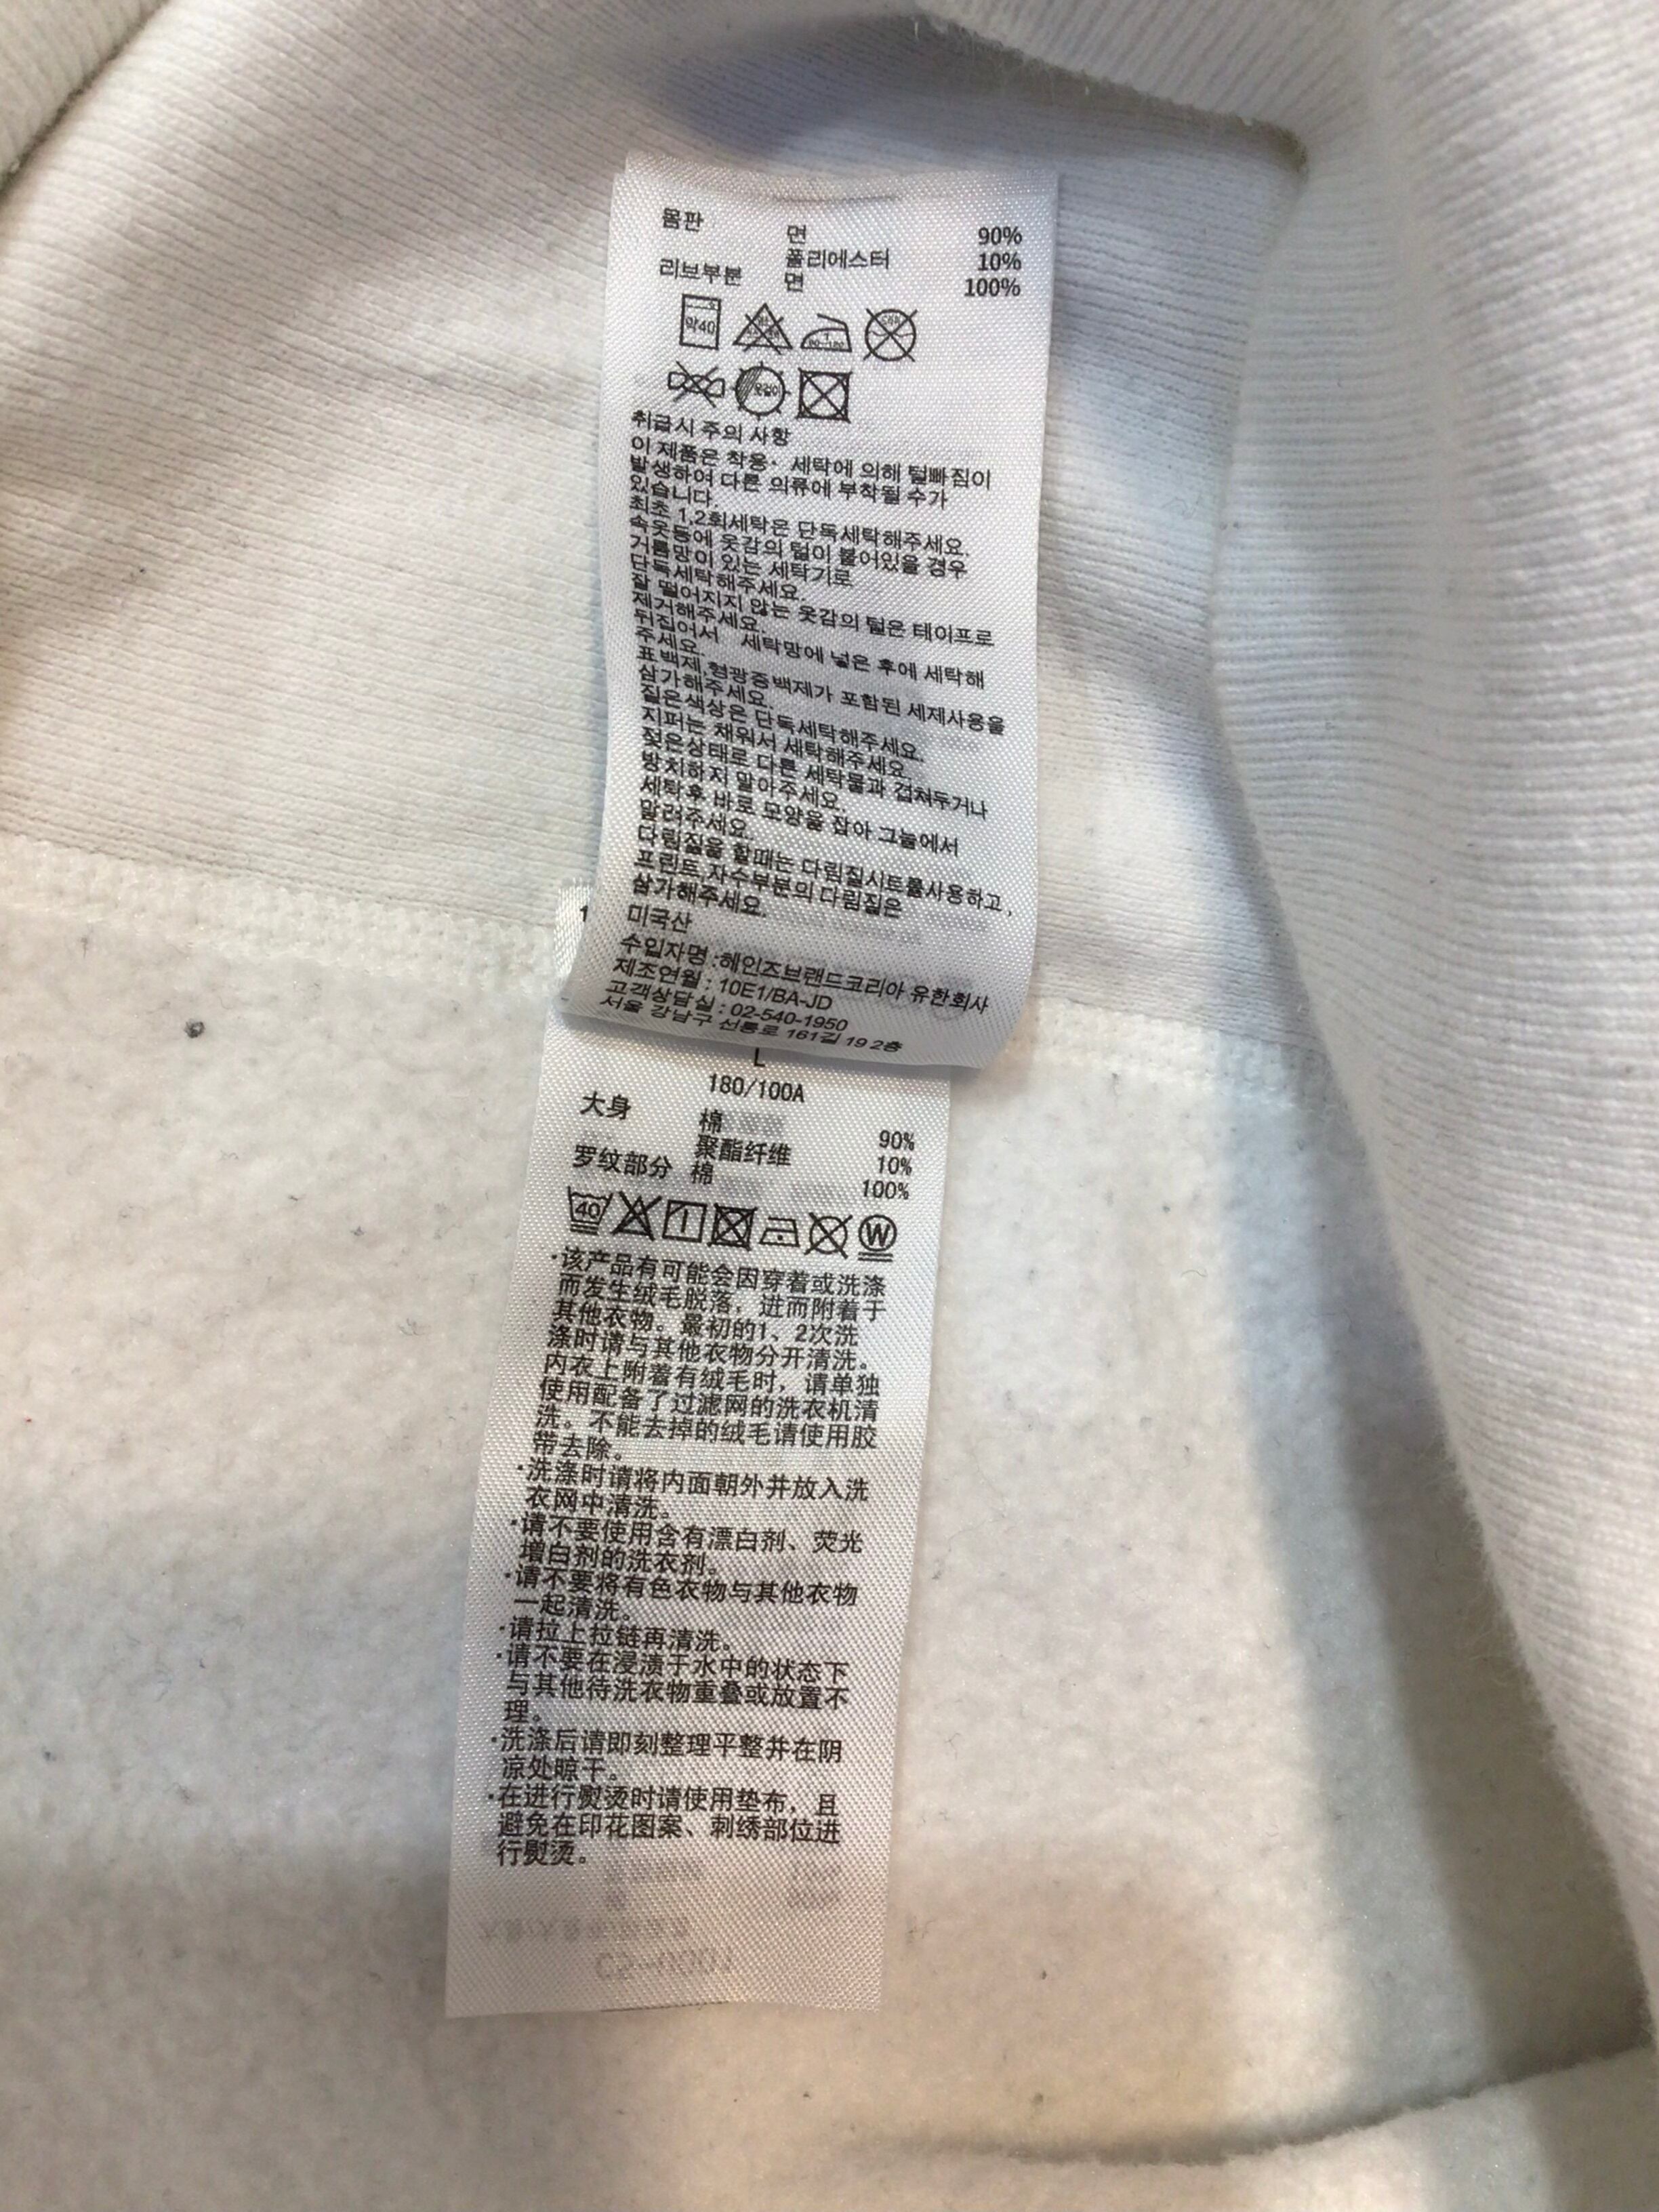 몸판 면 90%
폴리에스터 10%
리브부분 면 100%
약40
취급시 주의 사항
이 제품은 착용· 세탁에 의해 털빠짐이
발생하여 다른 의류에 부착될 수가
있습니다.
최초 1,2회세탁은 단독세탁해주세요.
속옷등에 옷감의 털이 붙어있을 경우
거름망이 있는 세탁기로
단독세탁해주세요.
잘 떨어지지 않는 옷감의 털은 테이프로
제거해주세요.
뒤집어서 세탁망에 넣은 후에 세탁해
주세요.
표백제,형광증백제가 포함된 세제사용을
삼가해주세요.
짙은색상은 단독세탁해주세요.
지퍼는 채워서 세탁해주세요.
젖은상태로 다른 세탁물과 겹쳐두거나
방치하지 말아주세요.
세탁후 바로 모양을 잡아 그늘에서
말려주세요.
다림질을 할때는 다림질시트를사용하고,
프린트,자수부분의 다림질은
삼가해주세요.
미국산
수입자명:헤인즈브랜드코리아 유한회사
제조연월 : 10E1/BA-JD
고객상담실 : 02-540-1950
서울 강남구 선릉로 161길 19 2층
L
180/100A
大身 棉 90%
聚酯纤维 10%
罗纹部分 棉 100%
40 W
·该产品有可能会因穿着或洗涤
而发生绒毛脱落，进而附着于
其他衣物。最初的1、2次洗
涤时请与其他衣物分开清洗。
内衣上附着有绒毛时，请单独
使用配备了过滤网的洗衣机清
洗。不能去掉的绒毛请使用胶
带去除。
·洗涤时请将内面朝外并放入洗
衣网中清洗。
·请不要使用含有漂白剂、荧光
增白剂的洗衣剂。
·请不要将有色衣物与其他衣物
一起清洗。
·请拉上拉链再清洗。
·请不要在浸渍于水中的状态下
与其他待洗衣物重叠或放置不
理。
·洗涤后请即刻整理平整并在阴
凉处晾干。
·在进行熨烫时请使用垫布，且
避免在印花图案、刺绣部位进
行熨烫。